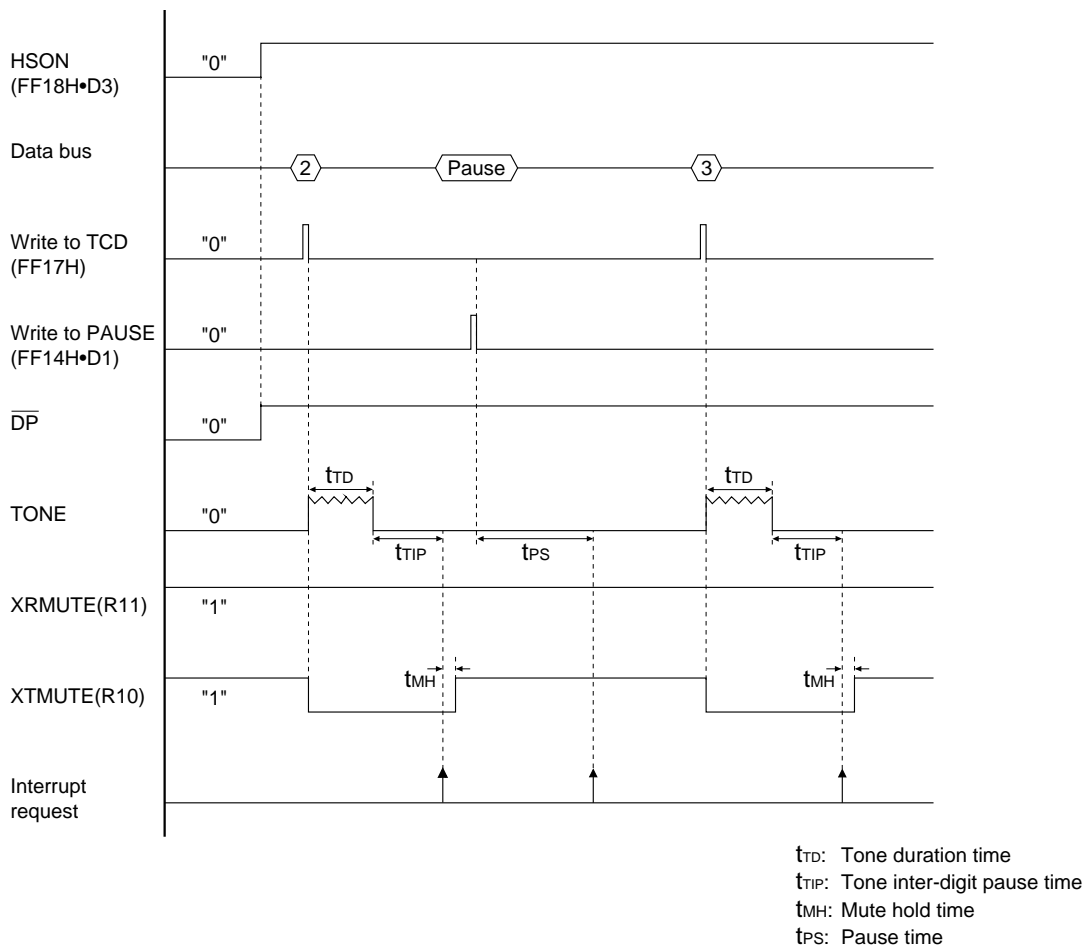 HSON "0"
(FF18H•D3)
Data bus 2 Pause 3
Write to TCD "0"
(FF17H)
Write to PAUSE "0"
(FF14H•D1)
DP "0"
tTD tTD
TONE "0"
tTIP tPS tTIP
XRMUTE(R11) "1"
tMH tMH
XTMUTE(R10) "1"
Interrupt
request
tTD: Tone duration time
tTIP: Tone inter-digit pause time
tMH: Mute hold time
tPS: Pause time